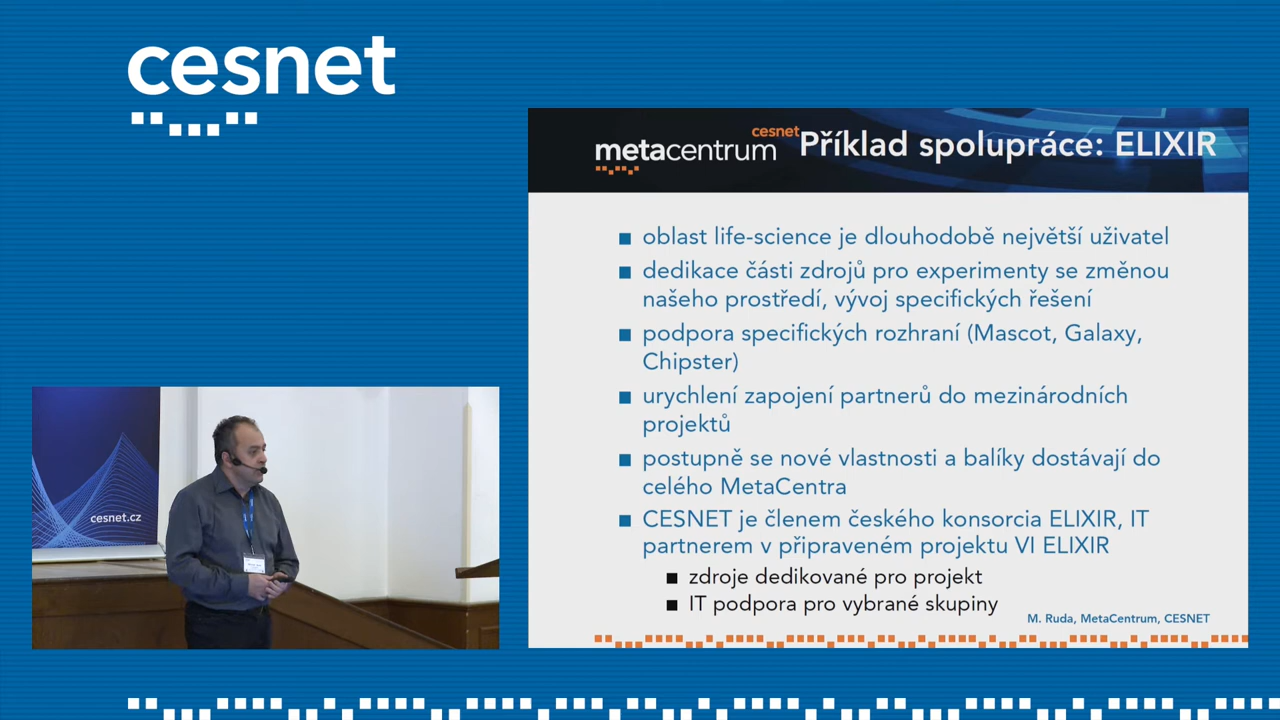 cesnet
cesnet
metacentrum
Příklad spolupráce: ELIXIR
oblast life-science je dlouhodobě největší uživatel
dedikace části zdrojů pro experimenty se změnou
našeho prostředí, vývoj specifických řešení
podpora specifických rozhraní (Mascot, Galaxy,
Chipster)
urychlení zapojení partnerů do mezinárodních
projektů
postupně se nové vlastnosti a balíky dostávají do
celého MetaCentra
CESNET je členem českého konsorcia ELIXIR, IT
partnerem v připraveném projektu VI ELIXIR
zdroje dedikované pro projekt
IT podpora pro vybrané skupiny
M. Ruda, MetaCentrum, CESNET
cesnet.cz